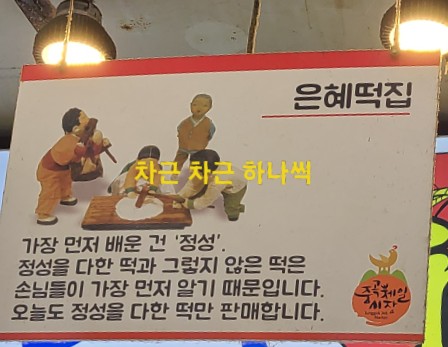 은혜떡집
차근 차근 하나씩
가장 먼저 배운 건 '정성'.
정성을 다한 떡과 그렇지 않은 떡은
손님들이 가장 먼저 알기 때문입니다.
오늘도 정성을 다한 떡만 판매합니다.
중곡제일
시장